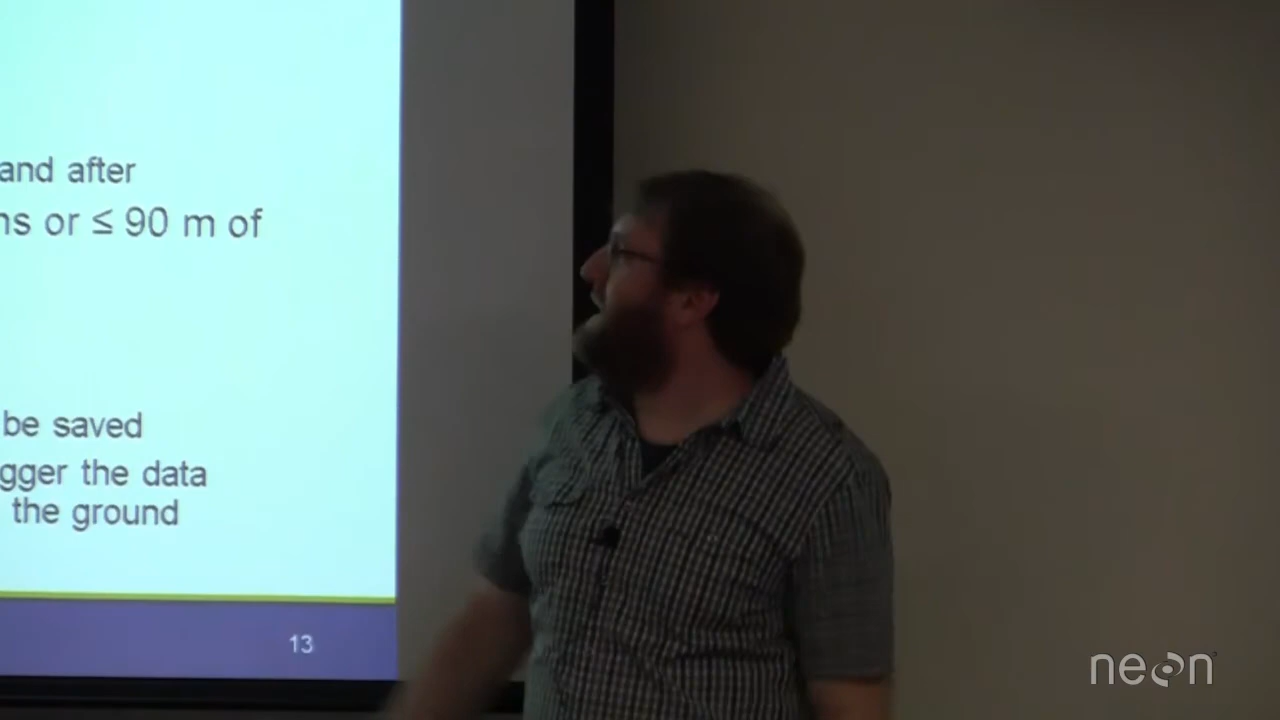 and after
ns or ≤ 90 m of
be saved
gger the data
the ground
13
neon